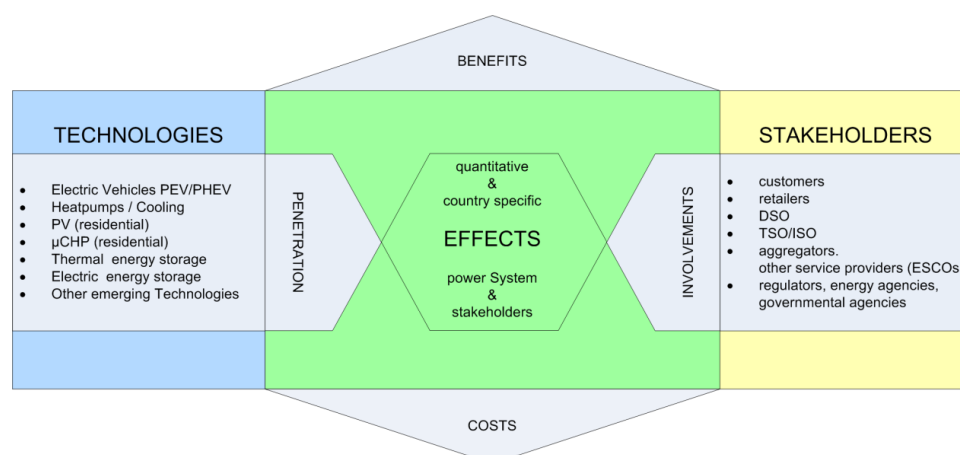 BENEFITS
TECHNOLOGIES
• Electric Vehicles PEV/PHEV
• Heatpumps / Cooling
• PV (residential)
• µCHP (residential)
• Thermal energy storage
• Electric energy storage
• Other emerging Technologies
PENETRATION
quantitative
&
country specific
EFFECTS
power System
&
stakeholders
INVOLVEMENTS
STAKEHOLDERS
• customers
• retailers
• DSO
• TSO/ISO
• aggregators.
other service providers (ESCOs
• regulators, energy agencies,
governmental agencies
COSTS